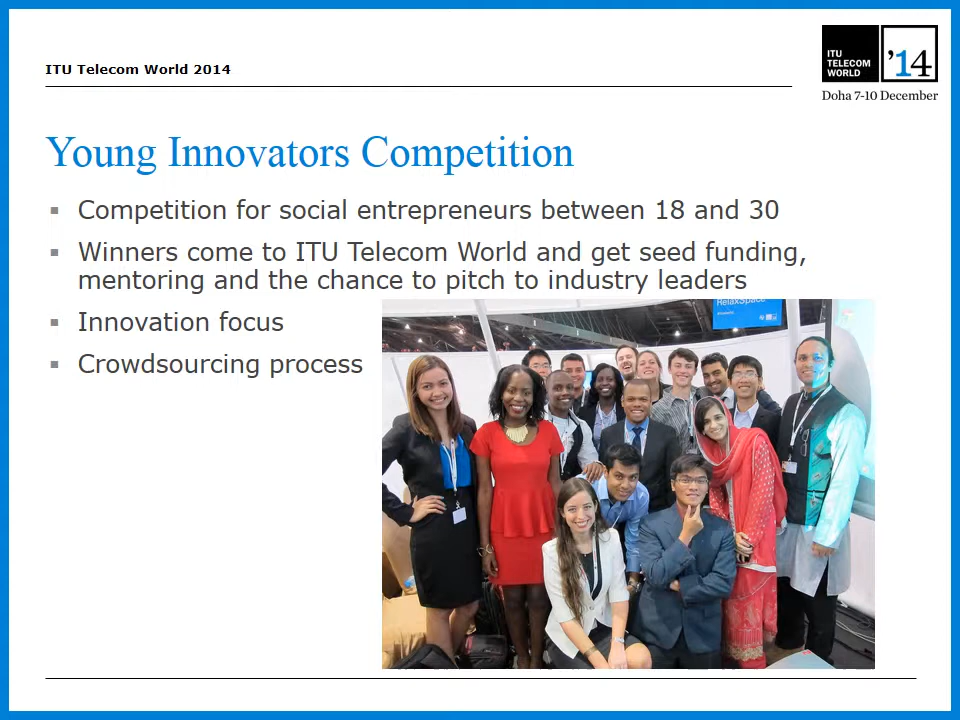 ITU Telecom World 2014
ITU
TELECOM
WORLD
’14
Doha 7-10 December
Young Innovators Competition
▪ Competition for social entrepreneurs between 18 and 30
▪ Winners come to ITU Telecom World and get seed funding,
mentoring and the chance to pitch to industry leaders
▪ Innovation focus
▪ Crowdsourcing process
RelaxSpace